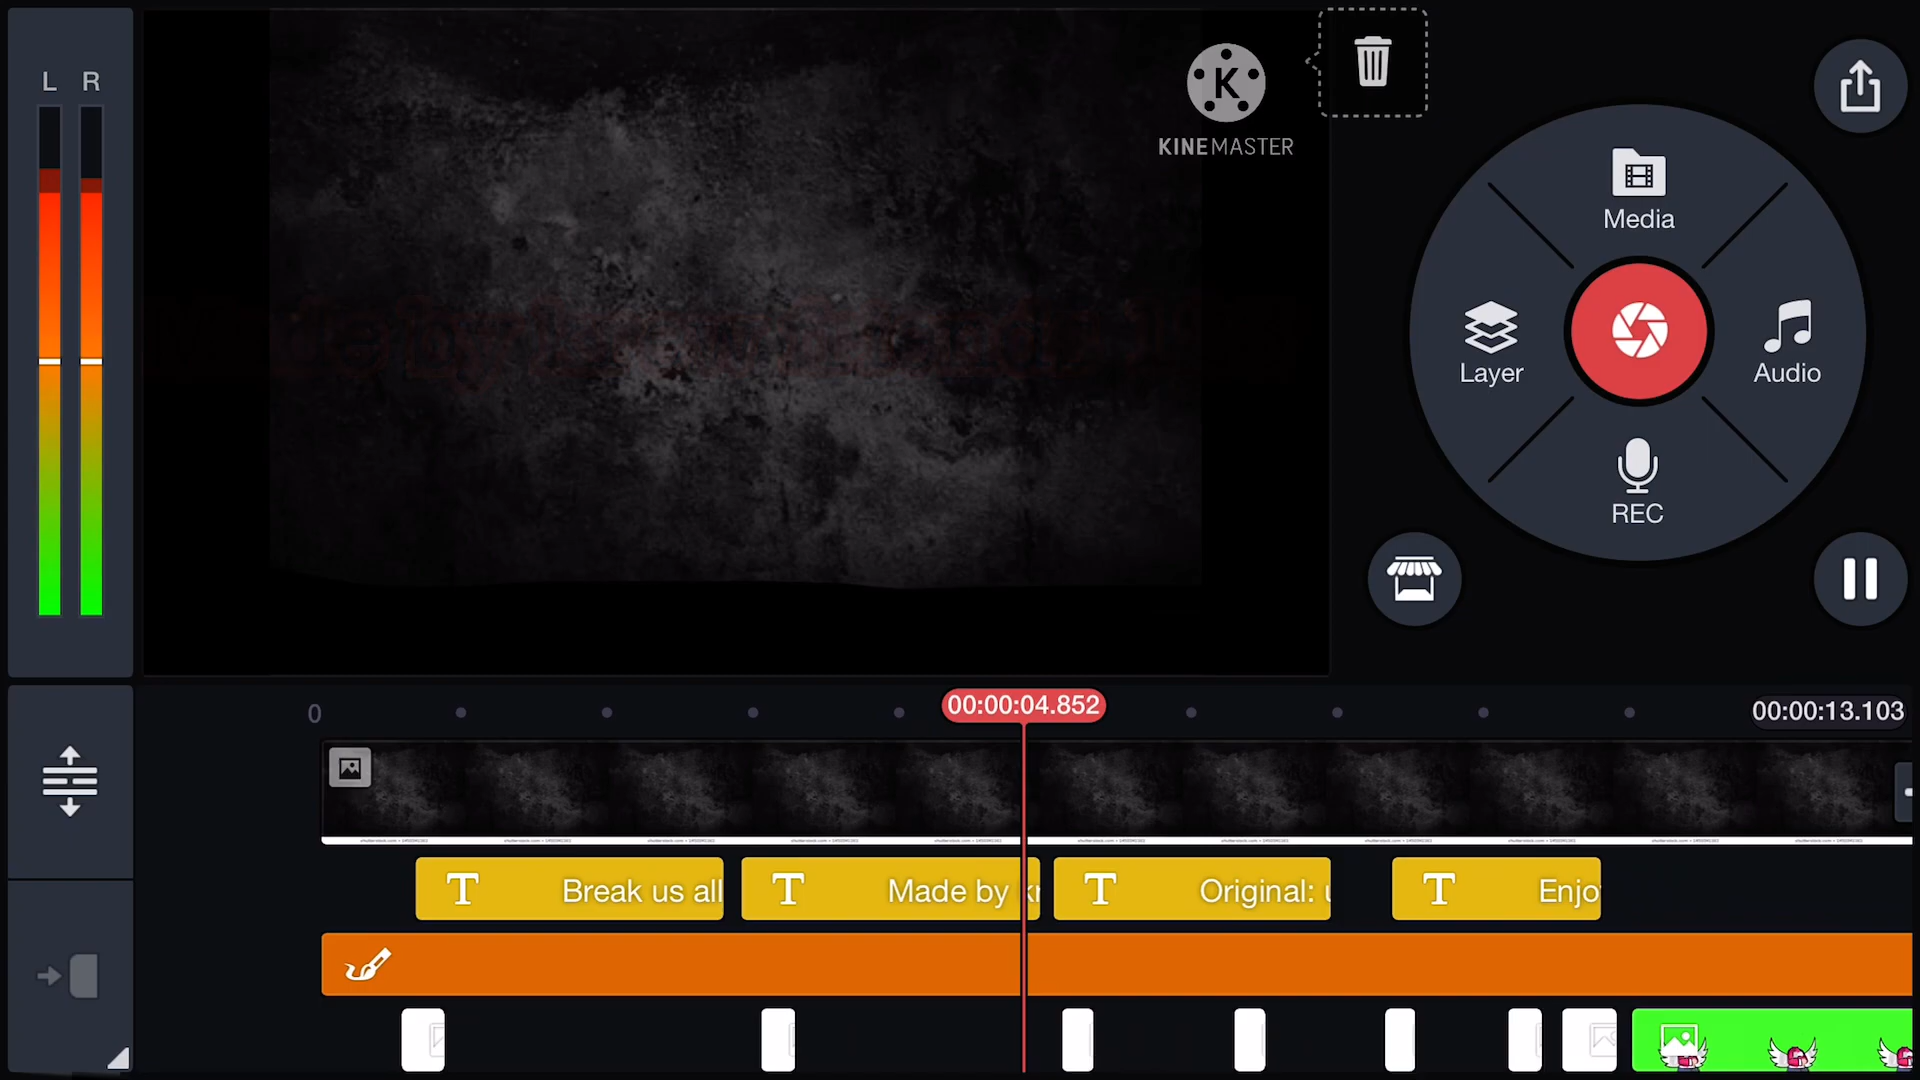 L R
KINEMASTER
Media
Layer
Audio
REC
0
00:00:04.852
00:00:13.103
Break us all
Made by
Original:
Enjo